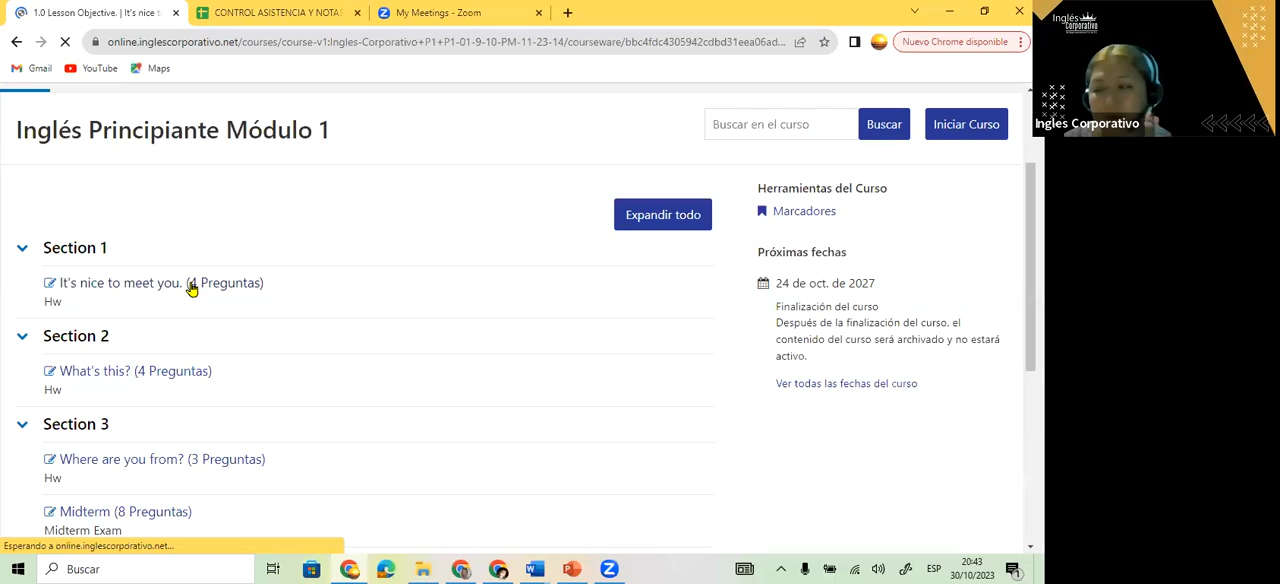 1.0 Lesson Objective. | It's nice t
CONTROL ASISTENCIA Y NOTAS
My Meetings - Zoom
online.inglescorporativo.net/courses/course-v1:Ingles-Corporativo+P1+P1-01-9-10-PM-11-23-14/courseware/bbc4fdc4305942cdbd31eea06ad...
Nuevo Chrome disponible
Gmail
YouTube
Maps
Inglés
Corporativo
Ingles Corporativo
Inglés Principiante Módulo 1
Buscar en el curso
Buscar
Iniciar Curso
Expandir todo
Section 1
It's nice to meet you. (4 Preguntas)
Hw
Section 2
What's this? (4 Preguntas)
Hw
Section 3
Where are you from? (3 Preguntas)
Hw
Midterm (8 Preguntas)
Midterm Exam
Herramientas del Curso
Marcadores
Próximas fechas
24 de oct. de 2027
Finalización del curso
Después de la finalización del curso, el
contenido del curso será archivado y no estará
activo.
Ver todas las fechas del curso
Esperando a online.inglescorporativo.net...
Buscar
ESP
20:43
30/10/2023